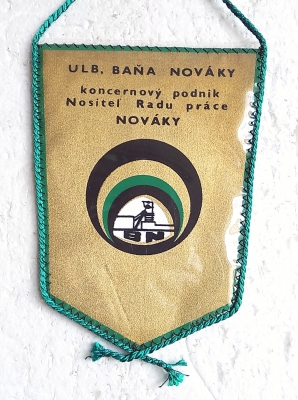 ULB, BAŇA NOVÁKY
koncernový podnik
Nositeľ Radu práce
NOVÁKY
BN